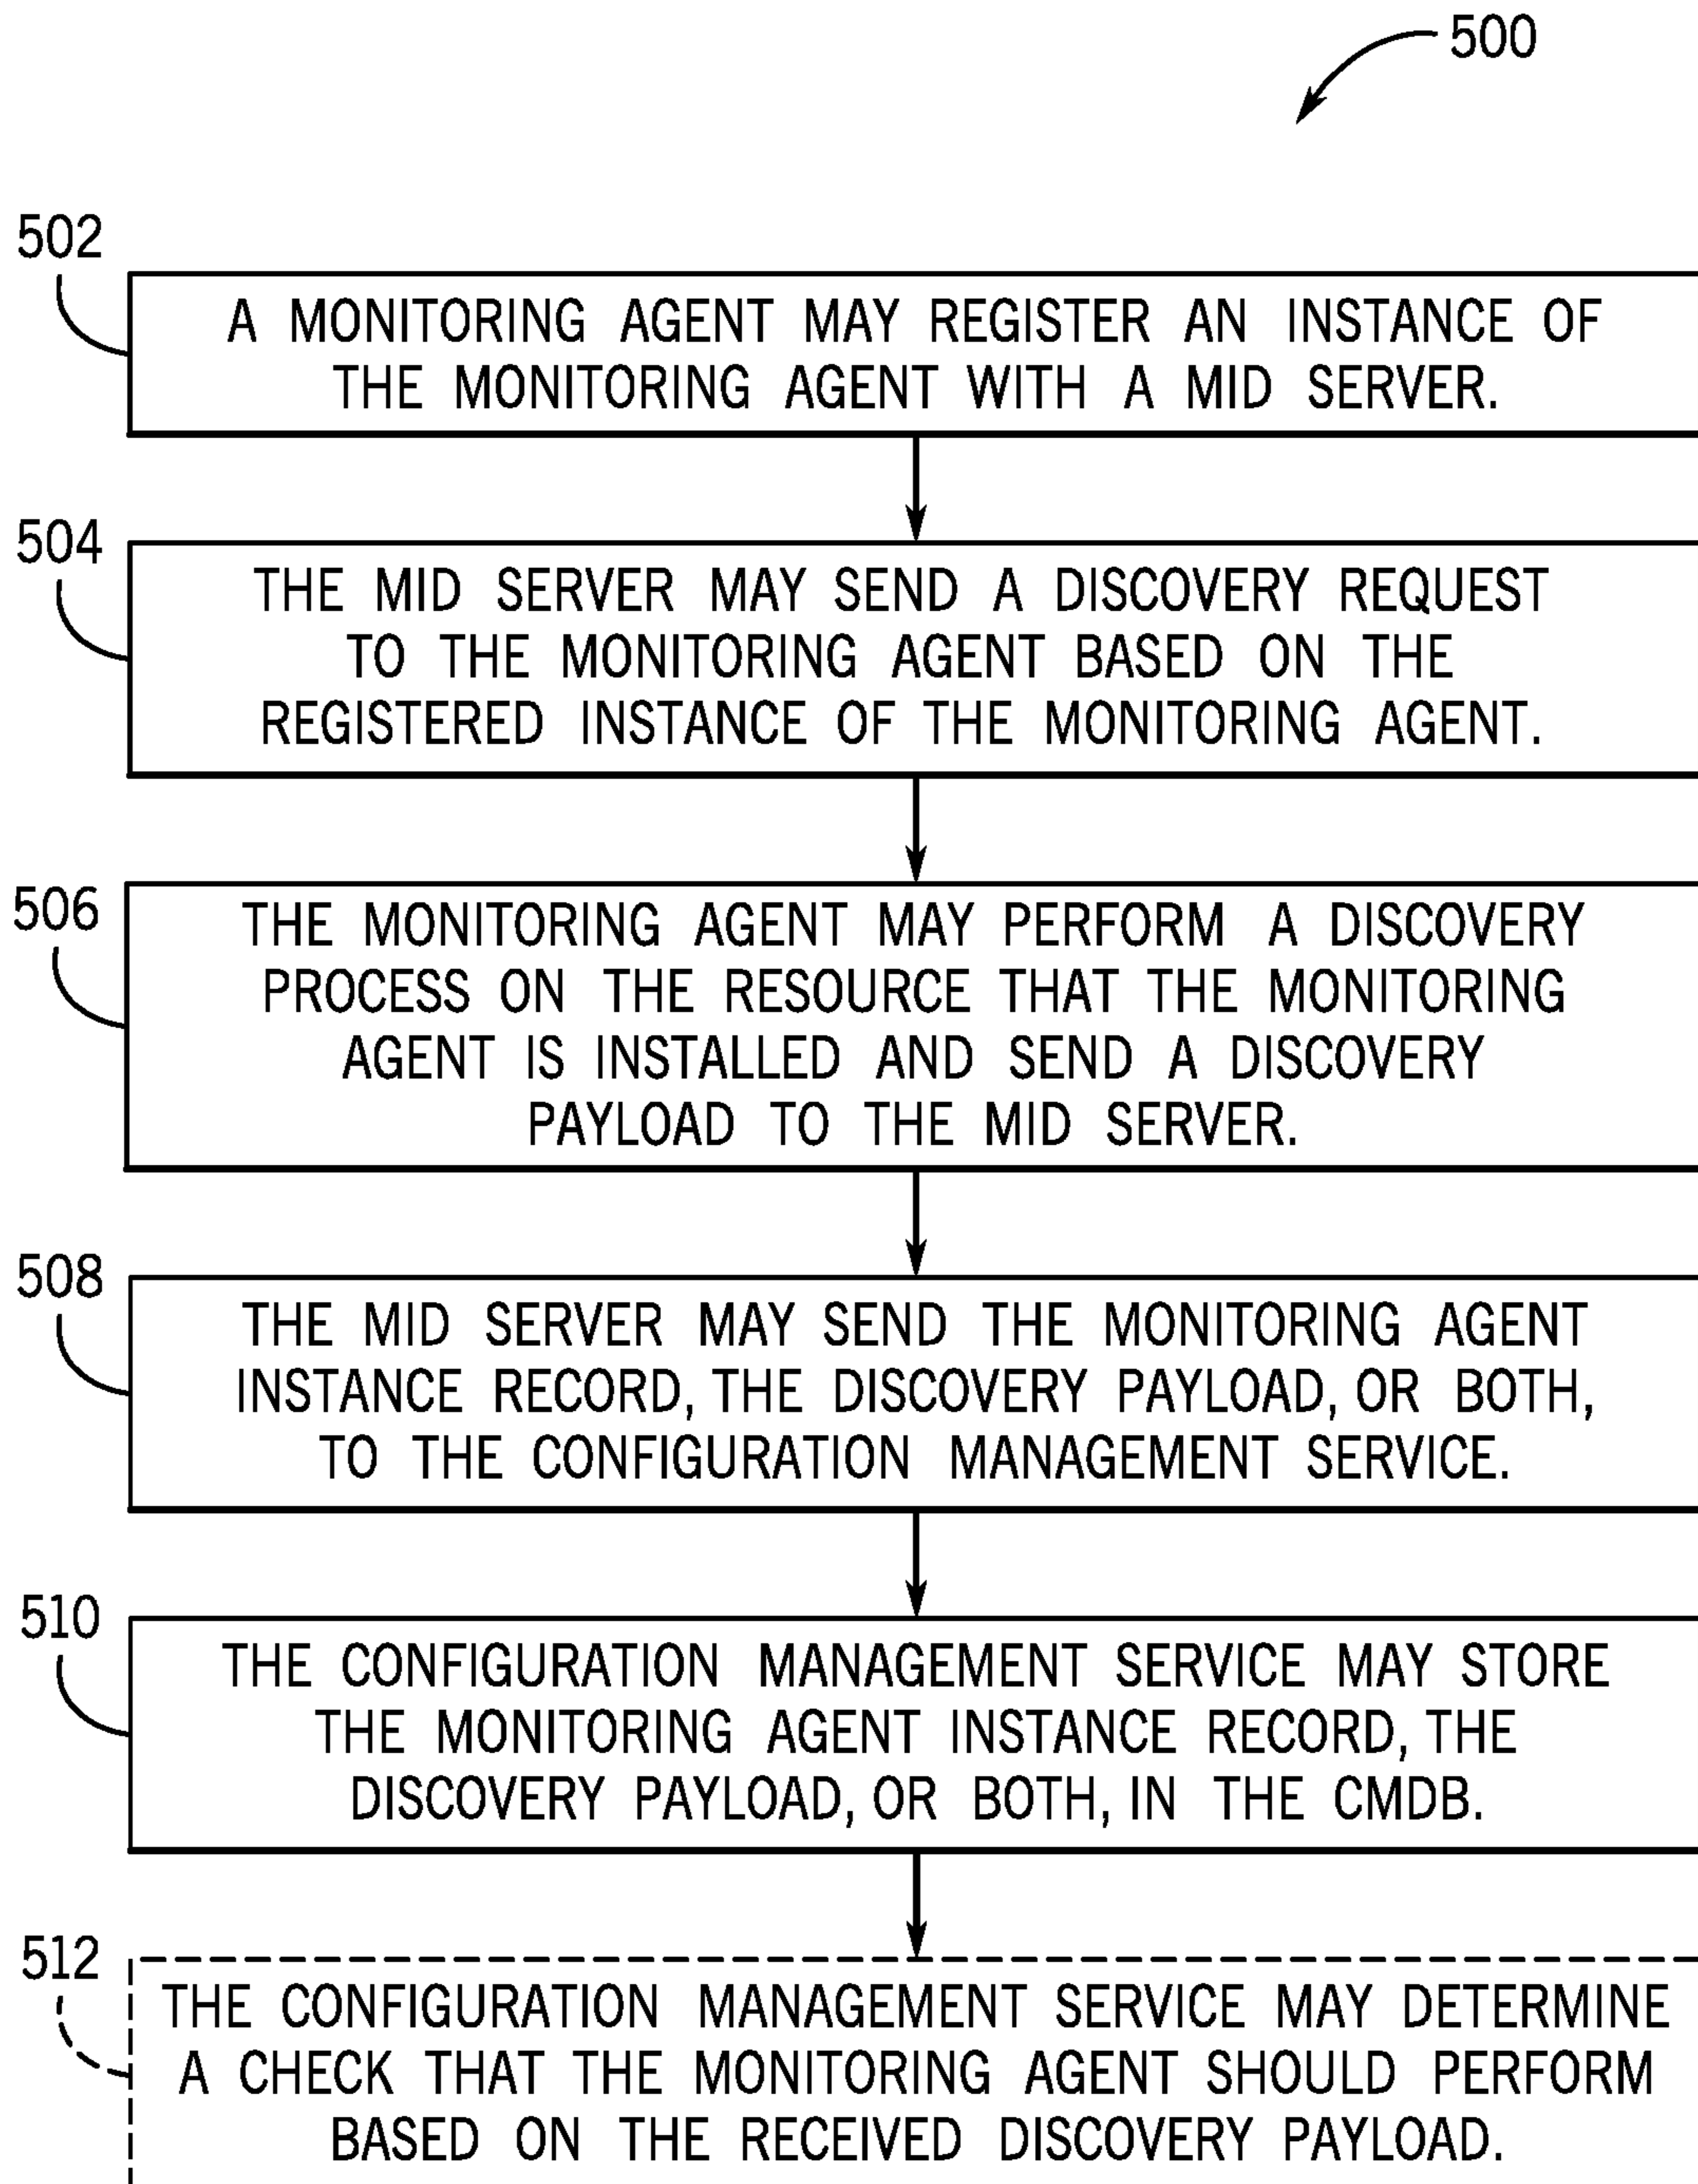 500
502
A MONITORING AGENT MAY REGISTER AN INSTANCE OF
THE MONITORING AGENT WITH A MID SERVER.
504
THE MID SERVER MAY SEND A DISCOVERY REQUEST
TO THE MONITORING AGENT BASED ON THE
REGISTERED INSTANCE OF THE MONITORING AGENT.
506
THE MONITORING AGENT MAY PERFORM A DISCOVERY
PROCESS ON THE RESOURCE THAT THE MONITORING
AGENT IS INSTALLED AND SEND A DISCOVERY
PAYLOAD TO THE MID SERVER.
508
THE MID SERVER MAY SEND THE MONITORING AGENT
INSTANCE RECORD, THE DISCOVERY PAYLOAD, OR BOTH,
TO THE CONFIGURATION MANAGEMENT SERVICE.
510
THE CONFIGURATION MANAGEMENT SERVICE MAY STORE
THE MONITORING AGENT INSTANCE RECORD, THE
DISCOVERY PAYLOAD, OR BOTH, IN THE CMDB.
512
THE CONFIGURATION MANAGEMENT SERVICE MAY DETERMINE
A CHECK THAT THE MONITORING AGENT SHOULD PERFORM
BASED ON THE RECEIVED DISCOVERY PAYLOAD.